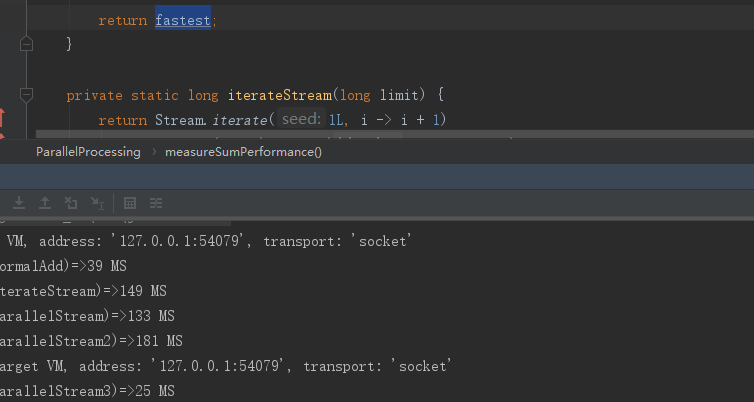 return fastest;
}
private static long iterateStream(long limit) {
return Stream.iterate( seed: 1L, i -> i + 1)
ParallelProcessing > measureSumPerformance()
VM, address: '127.0.0.1:54079', transport: 'socket'
ormalAdd)=>39 MS
terateStream)=>149 MS
arallelStream)=>133 MS
arallelStream2)=>181 MS
arget VM, address: '127.0.0.1:54079', transport: 'socket'
arallelStream3)=>25 MS